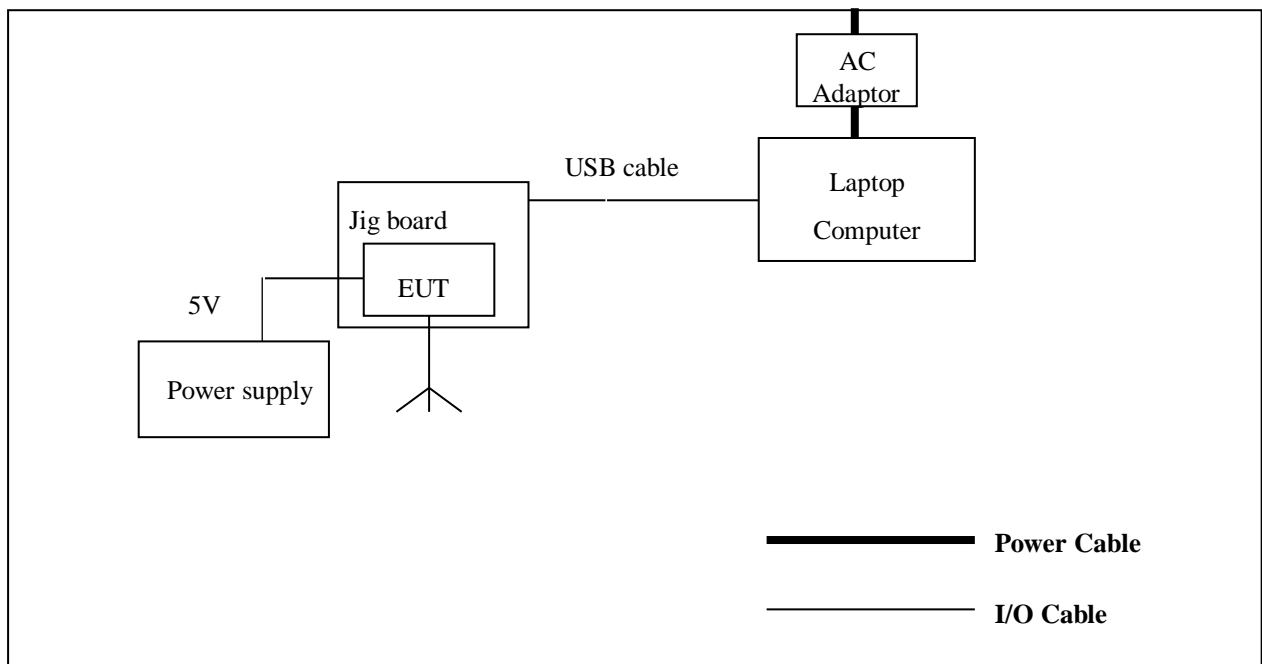 AC
Adaptor
USB cable
Laptop
Computer
Jig board
EUT
5V
Power supply
Power Cable
I/O Cable